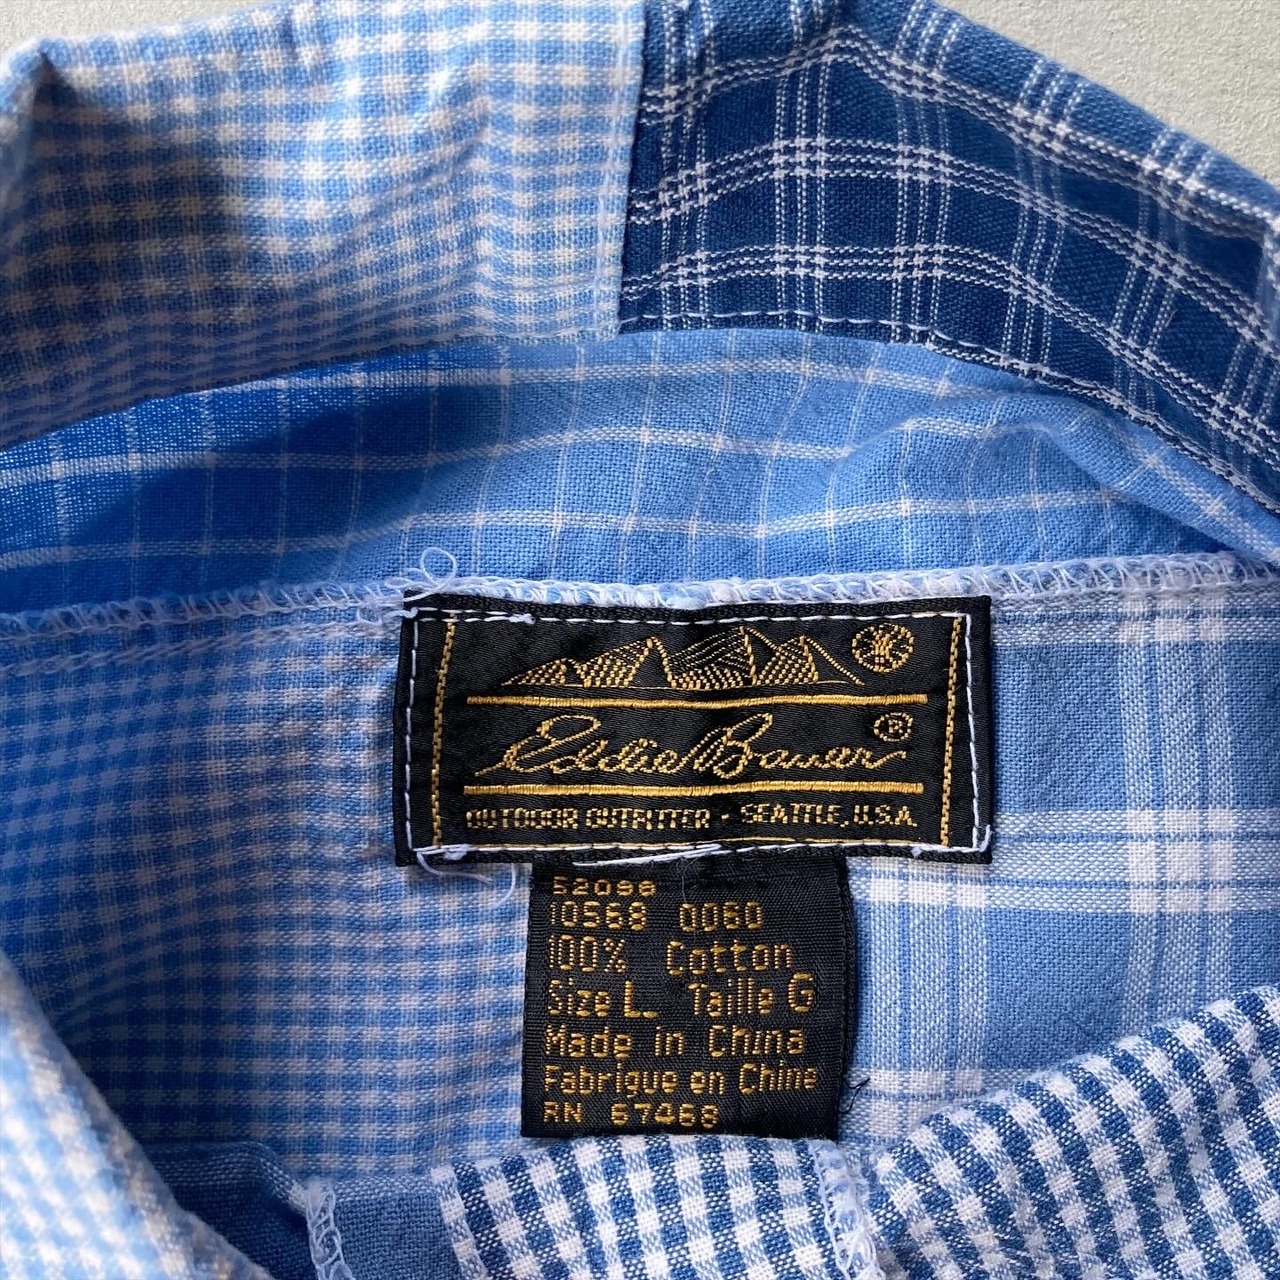 Eddie Bauer®
OUTDOOR OUTFITTER - SEATTLE, U.S.A.
52098
10568 0060
100% Cotton
Size L Taille G
Made in China
Fabrique en Chine
RN 67468